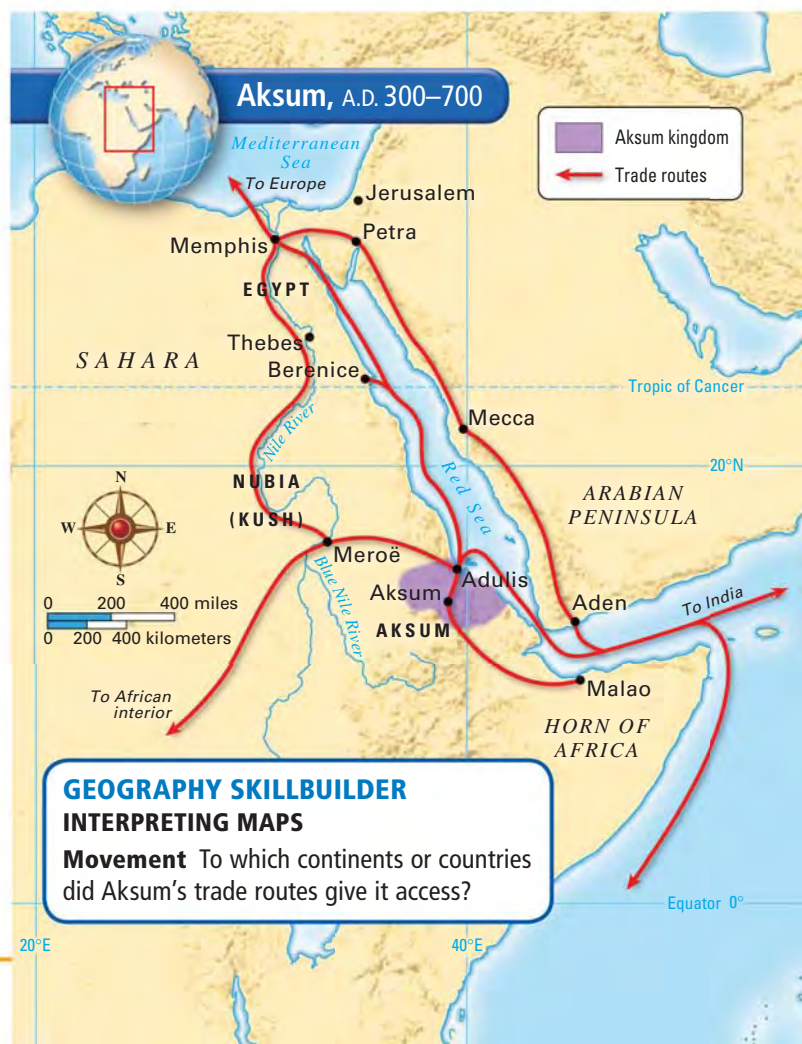 Aksum, A.D. 300–700
Aksum kingdom
Trade routes
Mediterranean
Sea
To Europe
Jerusalem
Memphis
Petra
EGYPT
SAHARA
Thebes
Berenice
Tropic of Cancer
Nile River
Mecca
20°N
Red Sea
NUBIA
(KUSH)
ARABIAN
PENINSULA
N
W
E
S
Meroë
Blue Nile River
Adulis
Aksum
AKSUM
Aden
To India
0 200 400 miles
0 200 400 kilometers
Malao
To African
interior
HORN OF
AFRICA
GEOGRAPHY SKILLBUILDER
INTERPRETING MAPS
Movement To which continents or countries
did Aksum’s trade routes give it access?
Equator 0°
20°E
40°E